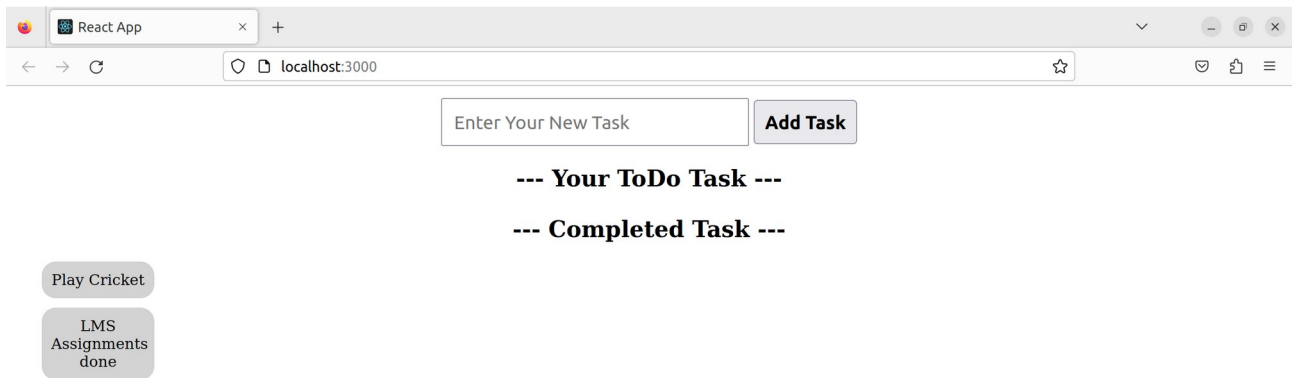 React App
localhost:3000
Enter Your New Task
Add Task
--- Your ToDo Task ---
--- Completed Task ---
Play Cricket
LMS
Assignments
done